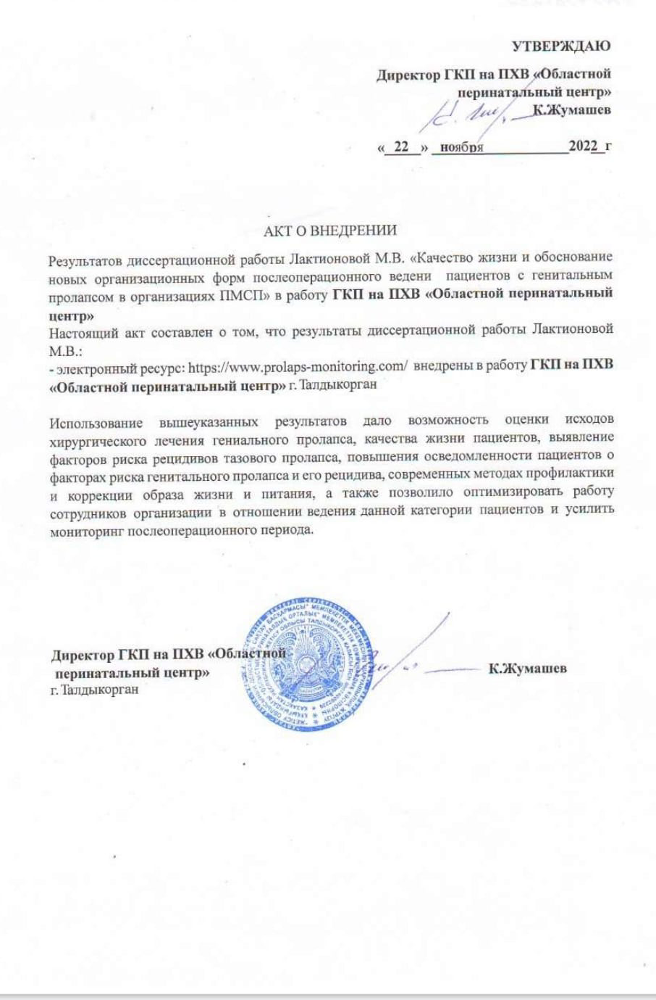 УТВЕРЖДАЮ
Директор ГКП на ПХВ «Областной
перинатальный центр»
К.Жумашев
«__22__» _ноября____________2022_г
АКТ О ВНЕДРЕНИИ
Результатов диссертационной работы Лактионовой М.В. «Качество жизни и обоснование
новых организационных форм послеоперационного ведени пациентов с генитальным
пролапсом в организациях ПМСП» в работу ГКП на ПХВ «Областной перинатальный
центр»
Настоящий акт составлен о том, что результаты диссертационной работы Лактионовой
М.В.:
- электронный ресурс: https://www.prolaps-monitoring.com/ внедрены в работу ГКП на ПХВ
«Областной перинатальный центр» г. Талдыкорган
Использование вышеуказанных результатов дало возможность оценки исходов
хирургического лечения гениального пролапса, качества жизни пациентов, выявление
факторов риска рецидивов тазового пролапса, повышения осведомленности пациентов о
факторах риска генитального пролапса и его рецидива, современных методах профилактики
и коррекции образа жизни и питания, а также позволило оптимизировать работу
сотрудников организации в отношении ведения данной категории пациентов и усилить
мониторинг послеоперационного периода.
Директор ГКП на ПХВ «Областной
перинатальный центр»
К.Жумашев
г. Талдыкорган